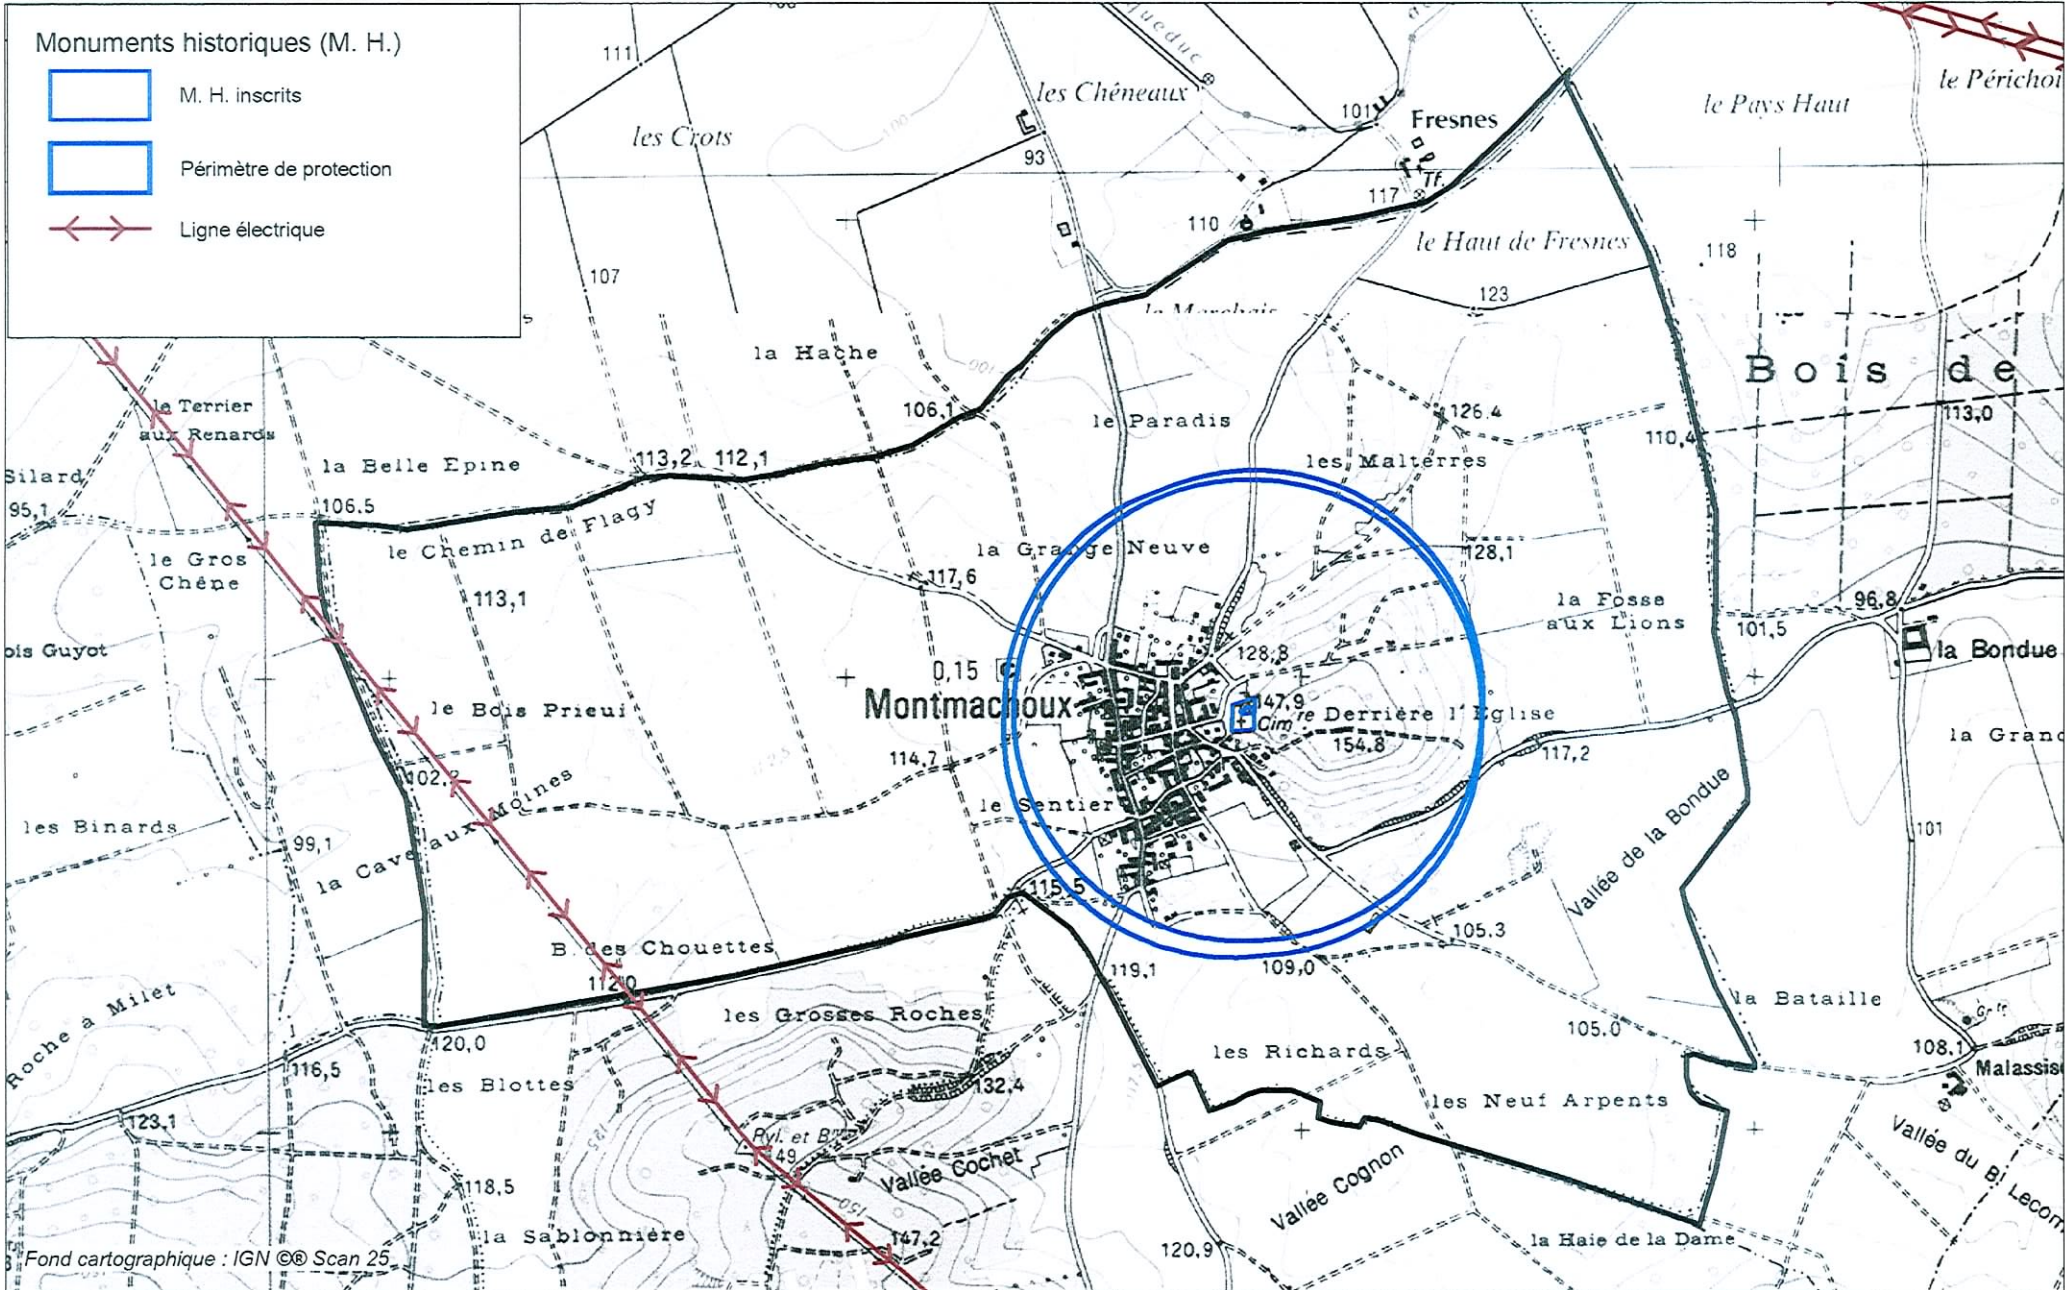 Monuments historiques (M. H.)
M. H. inscrits
Périmètre de protection
Ligne électrique
111
les Crots
les Chêneaux
93
101
Fresnes
Tf.
117
110
le Pays Haut
le Haut de Fresnes
118
107
123
la Hache
le Terrier
aux Renards
la Belle Epine
113,2
112,1
106,1
le Paradis
126.4
110,4
Bois de
113,0
Silard
95,1
106.5
le Chemin de Flagy
les Malterres
le Gros
Chêne
113,1
117,6
la Grange Neuve
128,1
la Fosse
aux Lions
96.8
101,5
la Bondue
ois Guyot
le Bois Prieur
0,15
Montmachoux
128,8
147,9
Cimre
Derrière l'Eglise
154.8
114,7
117,2
102,2
la Cave aux Moines
le Sentier
les Binards
99,1
Vallée de la Bondue
101
115,5
B. des Chouettes
112,0
105.3
119,1
109,0
la Bataille
Roche à Milet
les Grosses Roches
120,0
116,5
les Blottes
132,4
les Richards
105.0
108.1
123,1
Pyl. et
Vallée Cochet
les Neuf Arpents
118,5
150
la Sablonnière
147,2
Vallée Cognon
120,9
la Haie de la Dame
Vallée du B.
Fond cartographique : IGN ©® Scan 25